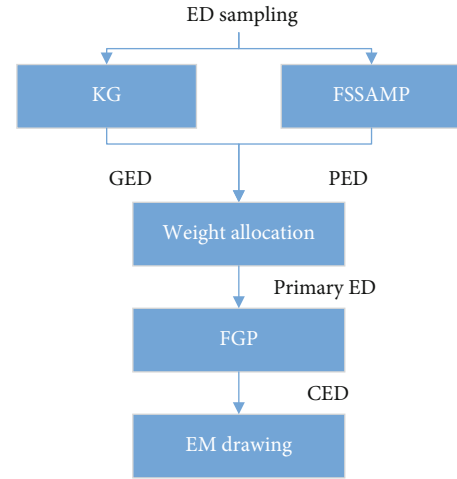 ED sampling
KG
FSSAMP
GED
PED
Weight allocation
Primary ED
FGP
CED
EM drawing